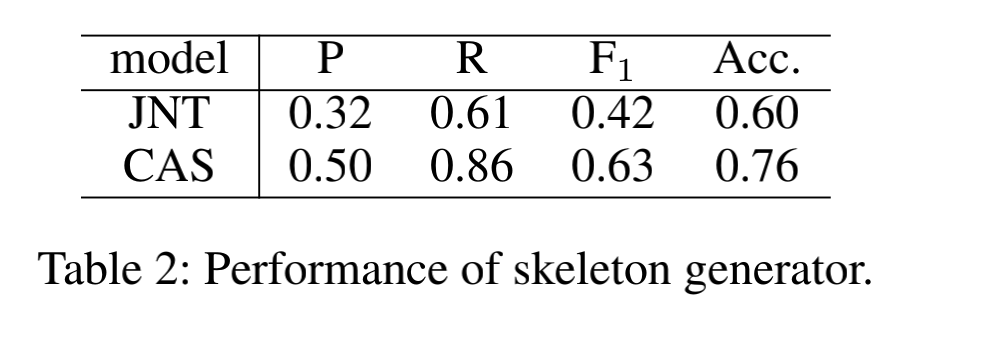 model P R F₁ Acc.
JNT 0.32 0.61 0.42 0.60
CAS 0.50 0.86 0.63 0.76
Table 2: Performance of skeleton generator.